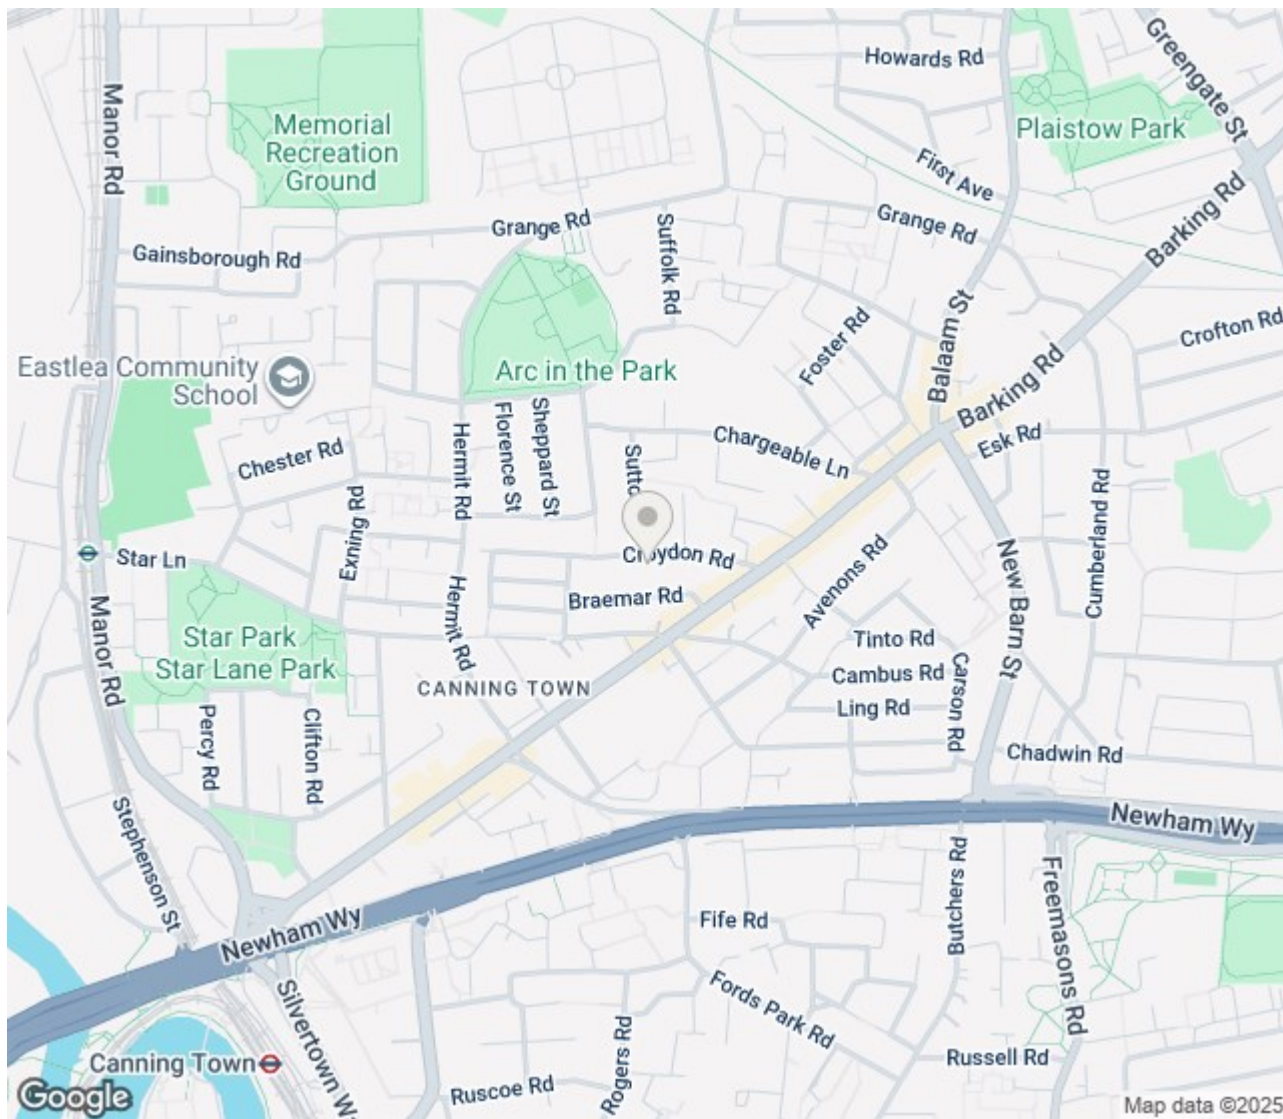 Howards Rd
Greengate St
Manor Rd
Memorial
Recreation
Ground
Plaistow Park
First Ave
Grange Rd
Suffolk Rd
Grange Rd
Barking Rd
Gainsborough Rd
Balaam St
Crofton Rd
Foster Rd
Eastlea Community
School
Arc in the Park
Barking Rd
Florence St
Sheppard St
Hermit Rd
Chargeable Ln
Esk Rd
Chester Rd
Sutto
Exning Rd
Cumberland Rd
Star Ln
Croydon Rd
Avenons Rd
New Barn St
Braemar Rd
Hermit Rd
Manor Rd
Star Park
Star Lane Park
Tinto Rd
Cambus Rd
Carson Rd
CANNING TOWN
Ling Rd
Percy Rd
Clifton Rd
Chadwin Rd
Stephenson St
Newham Wy
Butchers Rd
Freemasons Rd
Newham Wy
Fife Rd
Fords Park Rd
Silvertown W
Rogers Rd
Canning Town
Russell Rd
Ruscoe Rd
Google
Map data ©2025